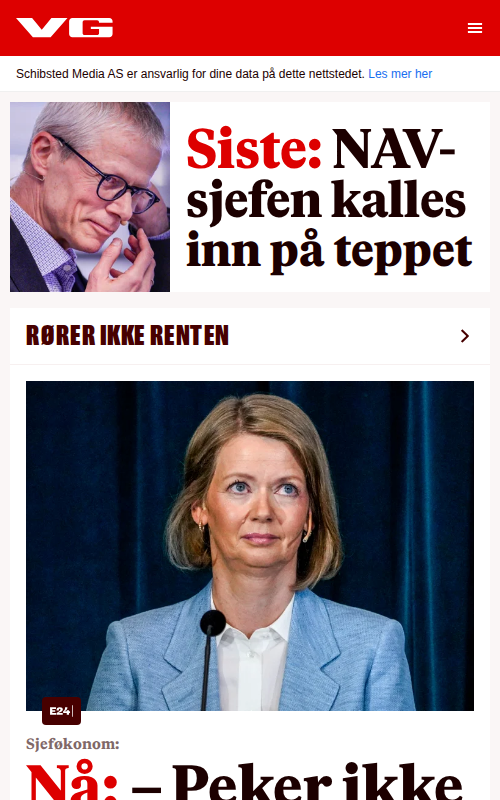 VG
Schibsted Media AS er ansvarlig for dine data på dette nettstedet. Les mer her
Siste: NAV-
sjefen kalles
inn på teppet
RØRER IKKE RENTEN
E24
Sjeføkonom:
Nå: – Peker ikke